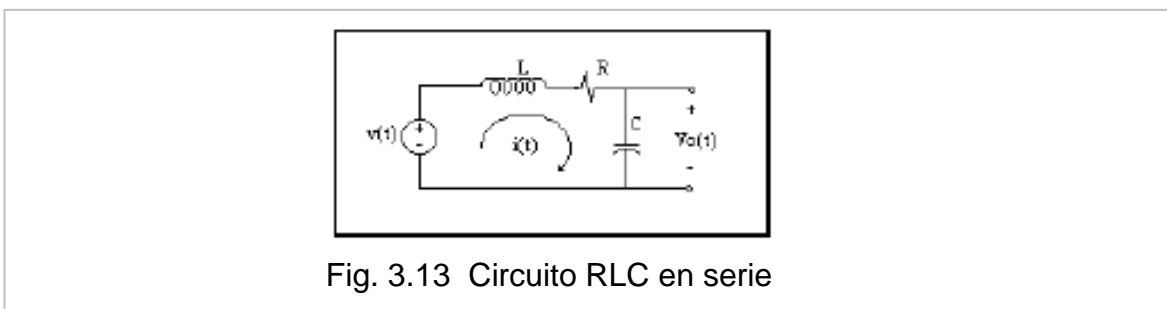 L
R
v(t)
+
-
i(t)
C
+
Vo(t)
-
Fig. 3.13 Circuito RLC en serie